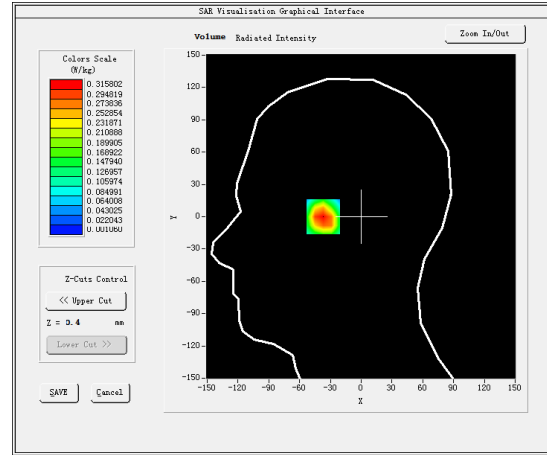 SAR Visualisation Graphical Interface
Volume Radiated Intensity
Zoom In/Out
Colors Scale
(W/kg)
0.315802
0.294819
0.273836
0.252854
0.231871
0.210888
0.189905
0.168922
0.147940
0.126957
0.105974
0.084991
0.064008
0.043025
0.022043
0.001060
Z-Cuts Control
<< Upper Cut
Z = 0.4 mm
Lower Cut >>
SAVE
Cancel
150
120
90
60
30
0
-30
-60
-90
-120
-150
Y
-150 -120 -90 -60 -30 0 30 60 90 120 150
X